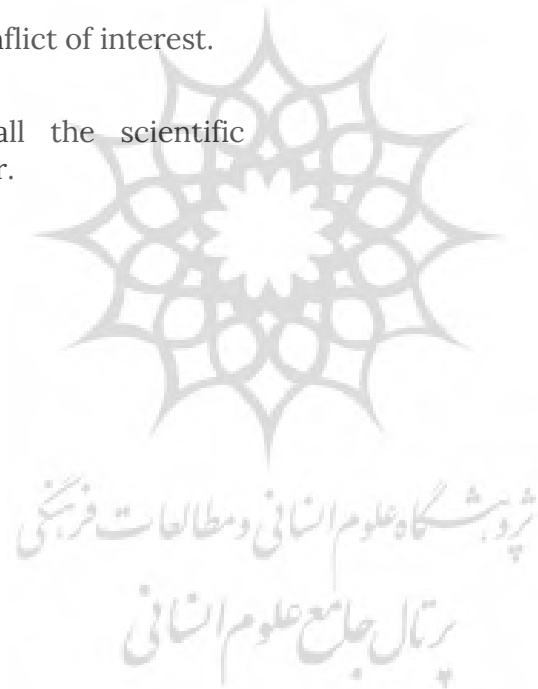 nflict of interest.
all the scientific
r.
پژوهشگاه علوم انسانی و مطالعات فرهنگی
پرتال جامع علوم انسانی